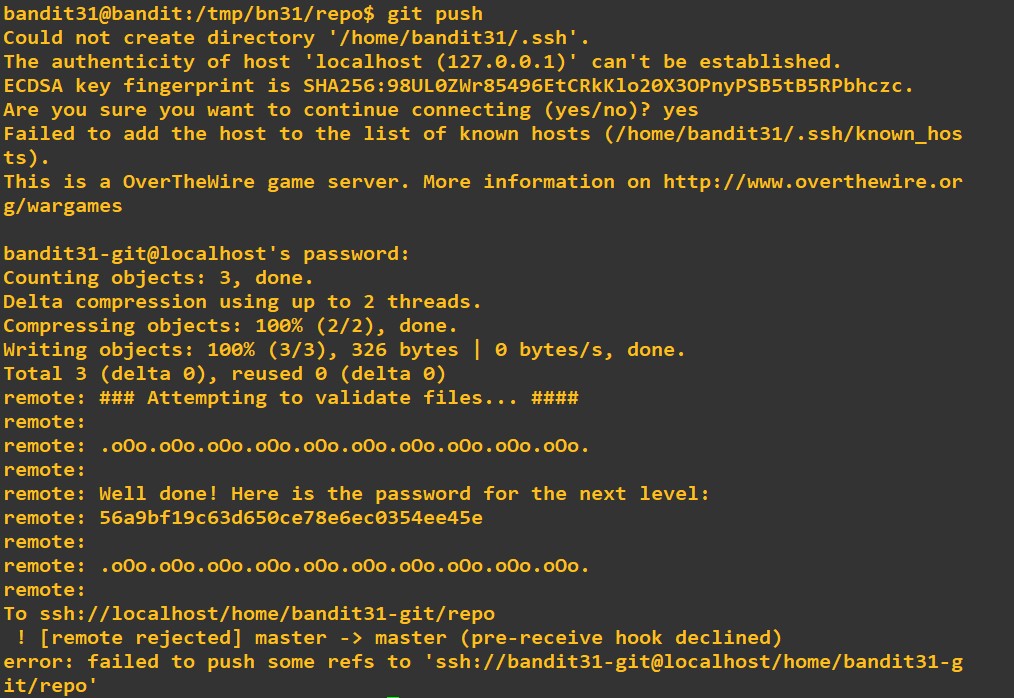 bandit31@bandit:/tmp/bn31/repo$ git push
Could not create directory '/home/bandit31/.ssh'.
The authenticity of host 'localhost (127.0.0.1)' can't be established.
ECDSA key fingerprint is SHA256:98UL0ZWr85496EtCRkKlo20X3OPnyPSB5tB5RPbhczc.
Are you sure you want to continue connecting (yes/no)? yes
Failed to add the host to the list of known hosts (/home/bandit31/.ssh/known_hos
ts).
This is a OverTheWire game server. More information on http://www.overthewire.or
g/wargames

bandit31-git@localhost's password:
Counting objects: 3, done.
Delta compression using up to 2 threads.
Compressing objects: 100% (2/2), done.
Writing objects: 100% (3/3), 326 bytes | 0 bytes/s, done.
Total 3 (delta 0), reused 0 (delta 0)
remote: ### Attempting to validate files... ####
remote:
remote: .oOo.oOo.oOo.oOo.oOo.oOo.oOo.oOo.oOo.oOo.
remote:
remote: Well done! Here is the password for the next level:
remote: 56a9bf19c63d650ce78e6ec0354ee45e
remote:
remote: .oOo.oOo.oOo.oOo.oOo.oOo.oOo.oOo.oOo.oOo.
remote:
To ssh://localhost/home/bandit31-git/repo
 ! [remote rejected] master -> master (pre-receive hook declined)
error: failed to push some refs to 'ssh://bandit31-git@localhost/home/bandit31-g
it/repo'